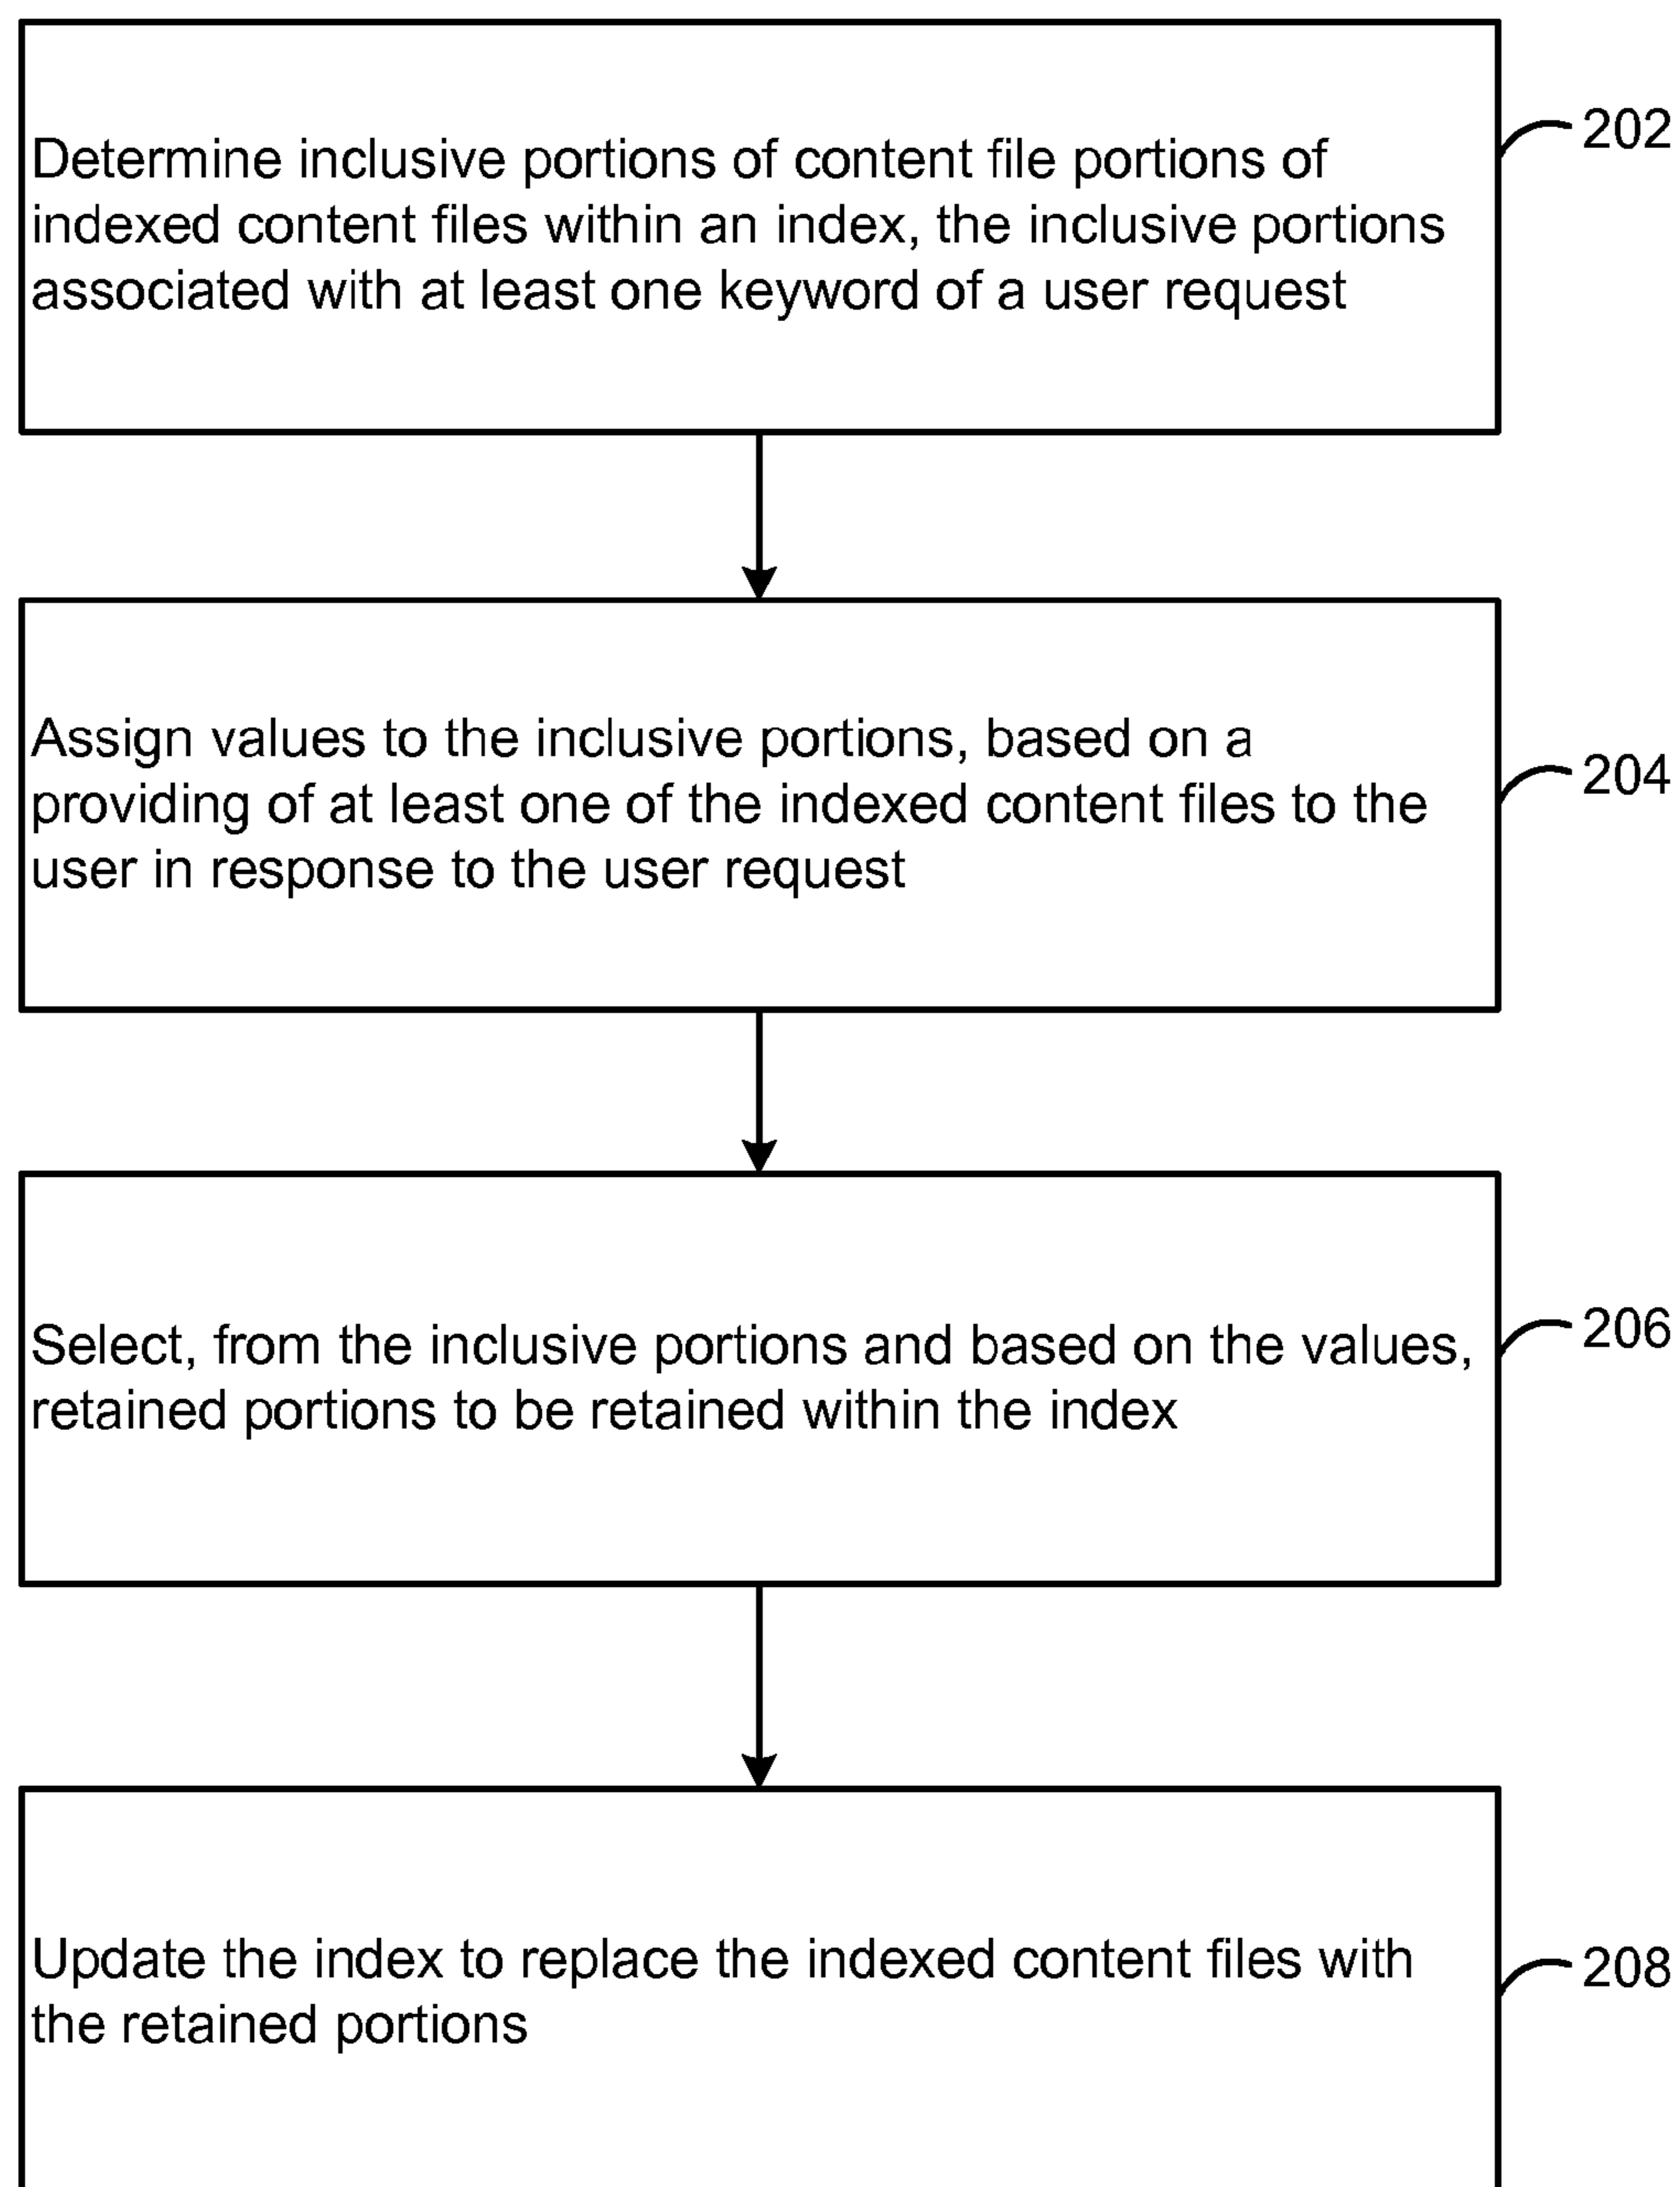 Determine inclusive portions of content file portions of
indexed content files within an index, the inclusive portions
associated with at least one keyword of a user request
202
Assign values to the inclusive portions, based on a
providing of at least one of the indexed content files to the
user in response to the user request
204
Select, from the inclusive portions and based on the values,
retained portions to be retained within the index
206
Update the index to replace the indexed content files with
the retained portions
208